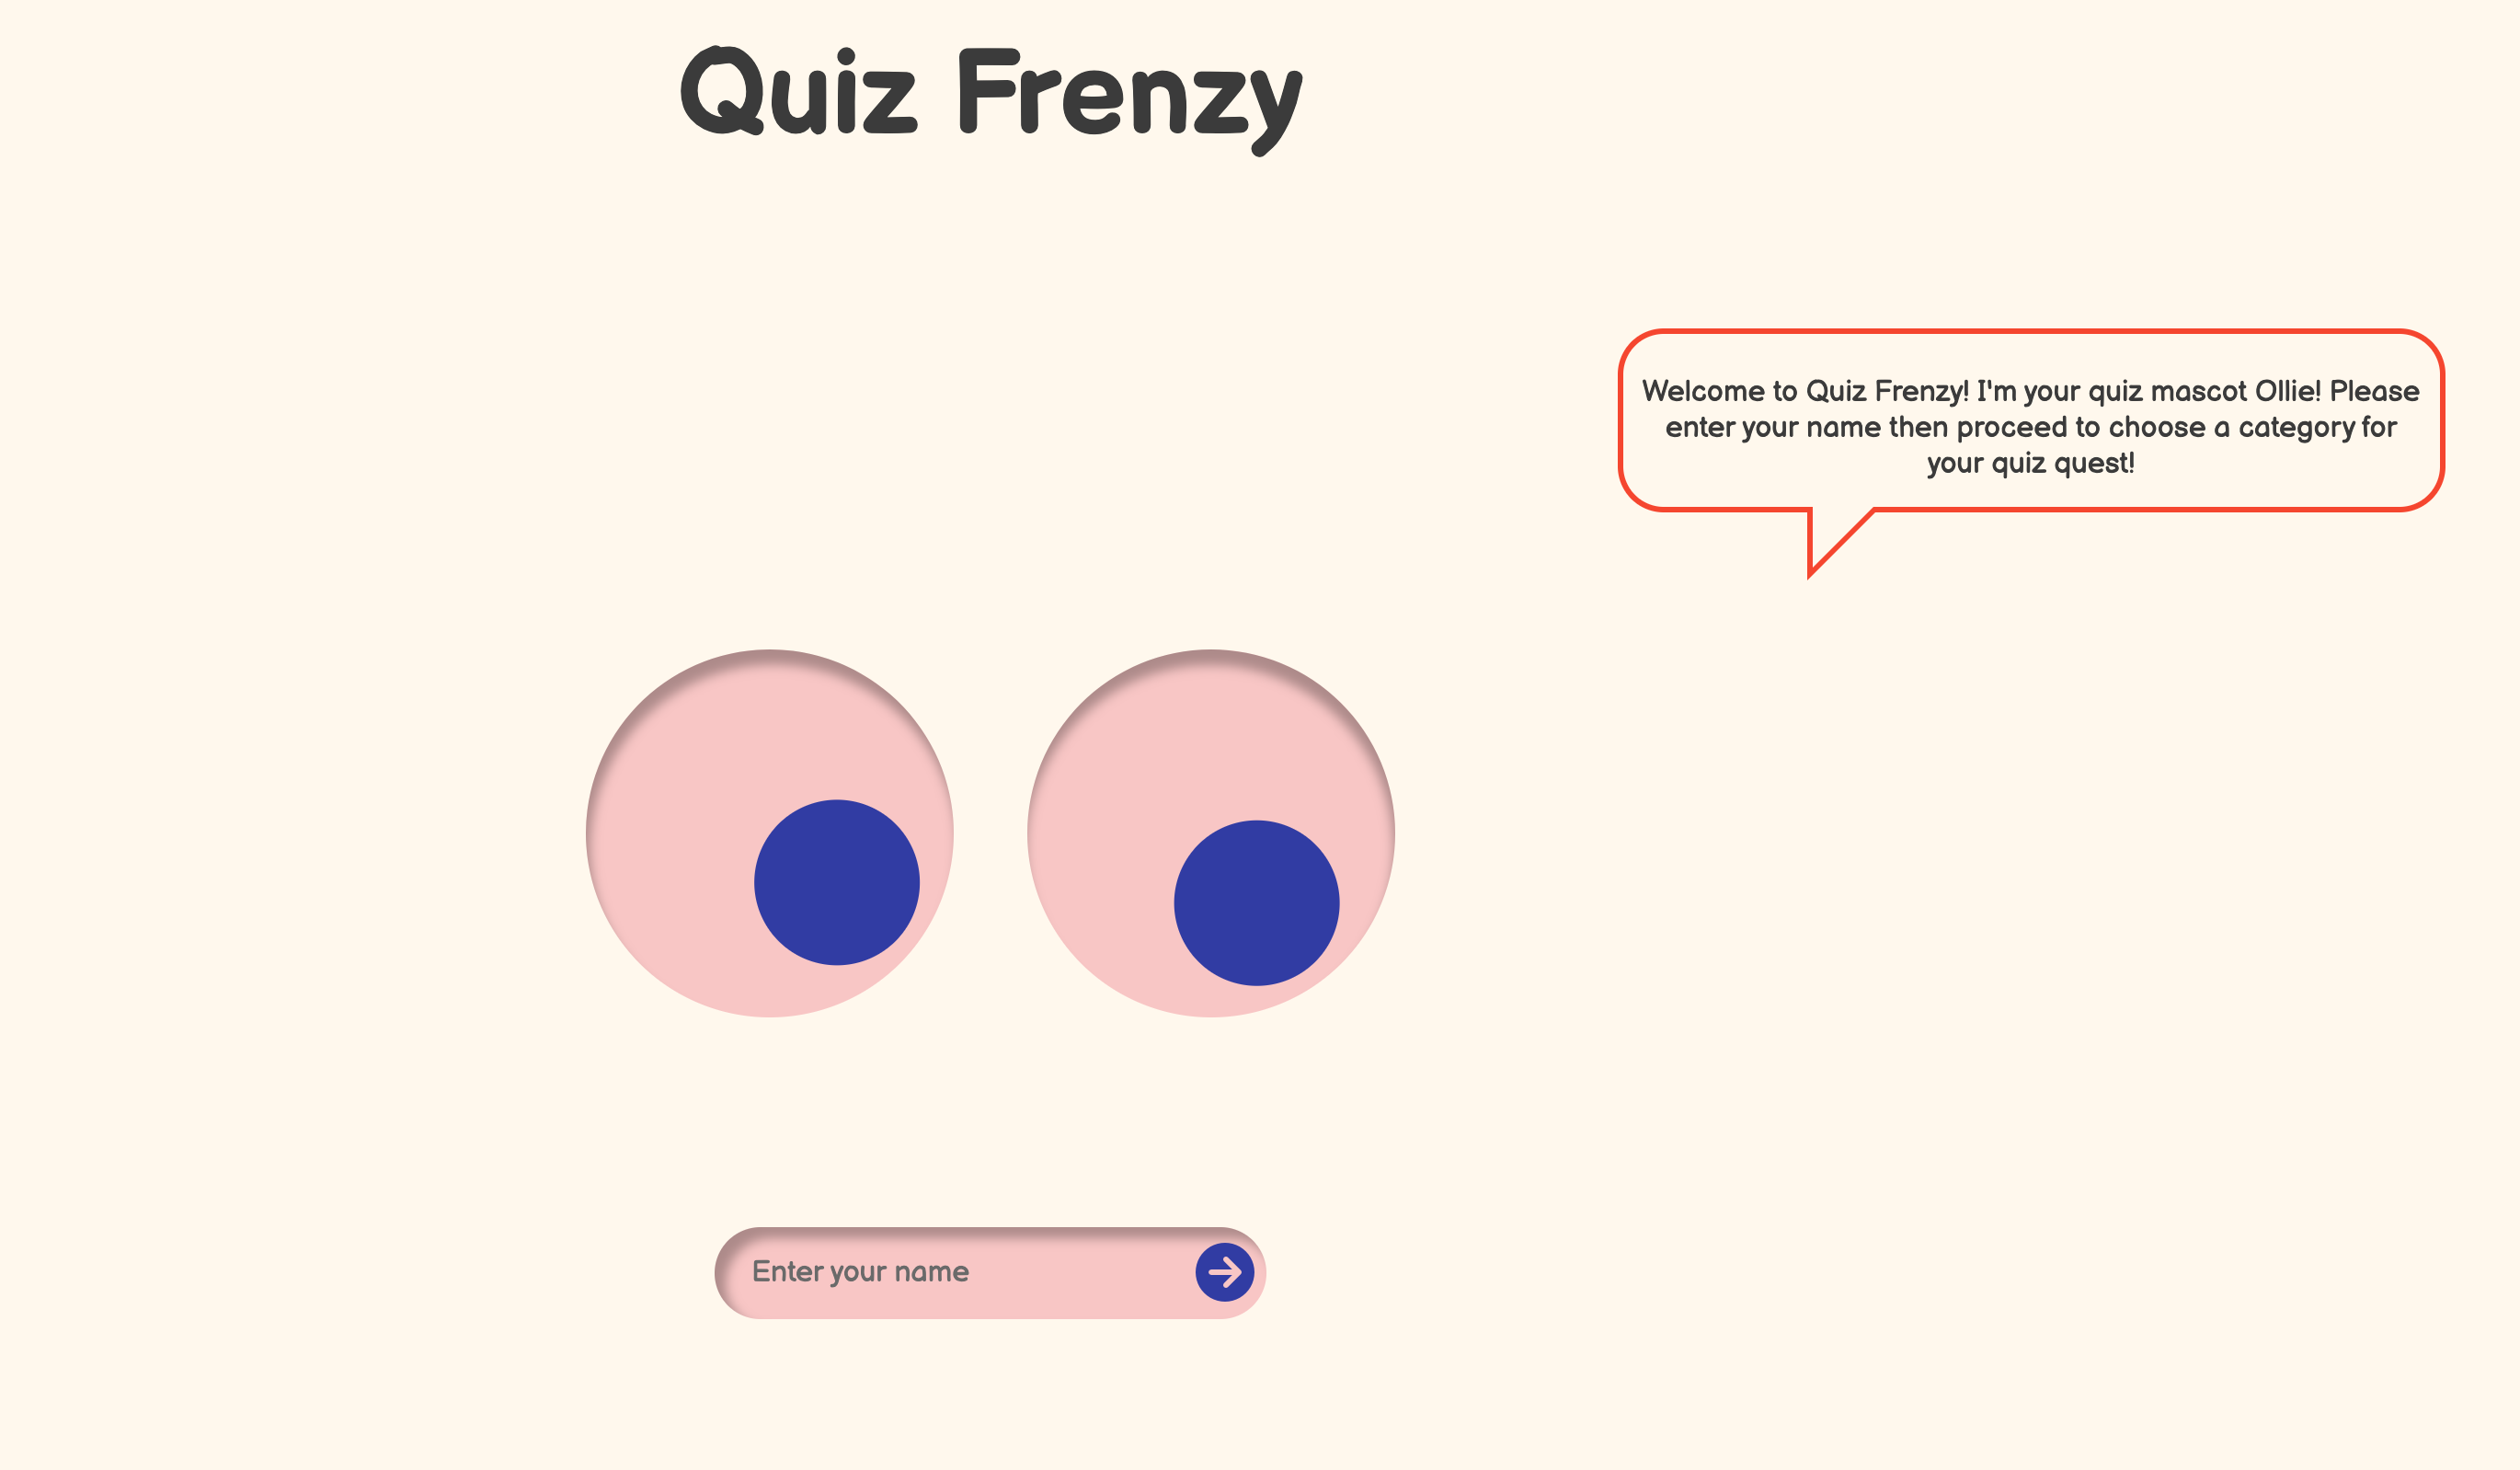 Quiz Frenzy
Welcome to Quiz Frenzy! I'm your quiz mascot Ollie! Please
enter your name then proceed to choose a category for
your quiz quest!
Enter your name